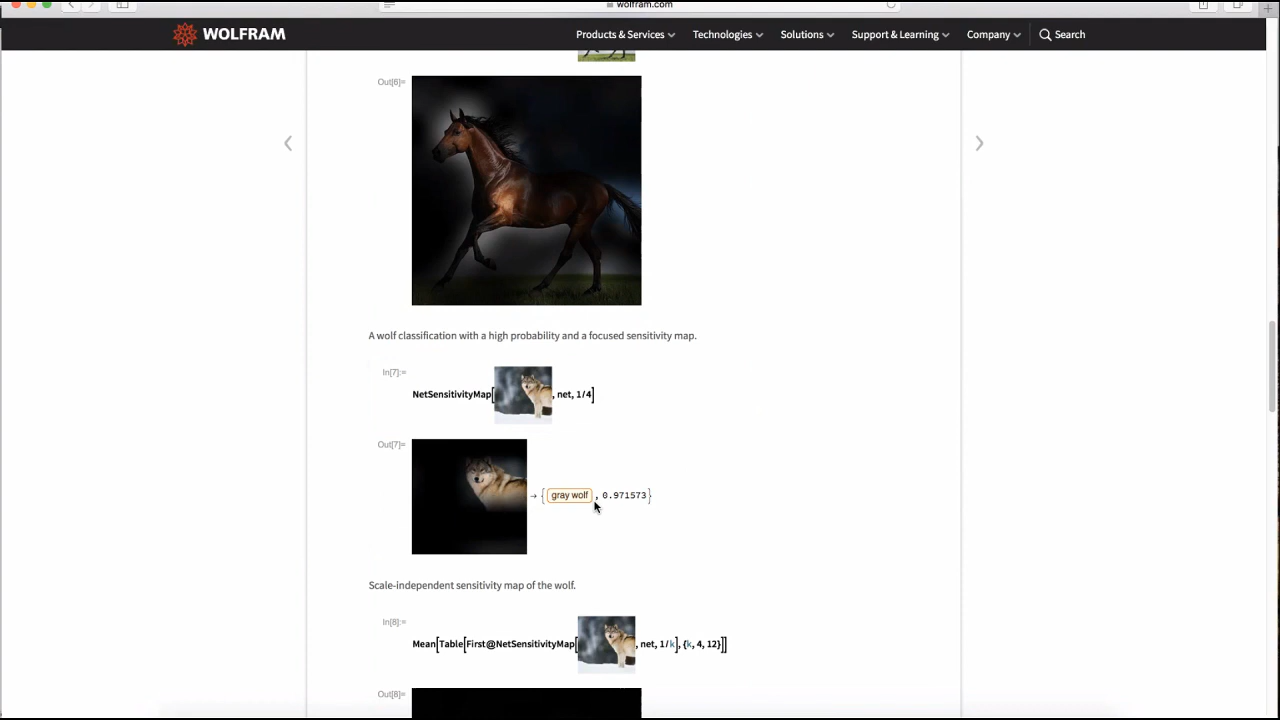 wolfram.com
WOLFRAM
Products & Services
Technologies
Solutions
Support & Learning
Company
Search
Out[6]=
A wolf classification with a high probability and a focused sensitivity map.
In[7]:=
NetSensitivityMap[ , net, 1/4]
Out[7]=
→ {gray wolf, 0.971573}
Scale-independent sensitivity map of the wolf.
In[8]:=
Mean[Table[First@NetSensitivityMap[ , net, 1/k], {k, 4, 12}]]
Out[8]=